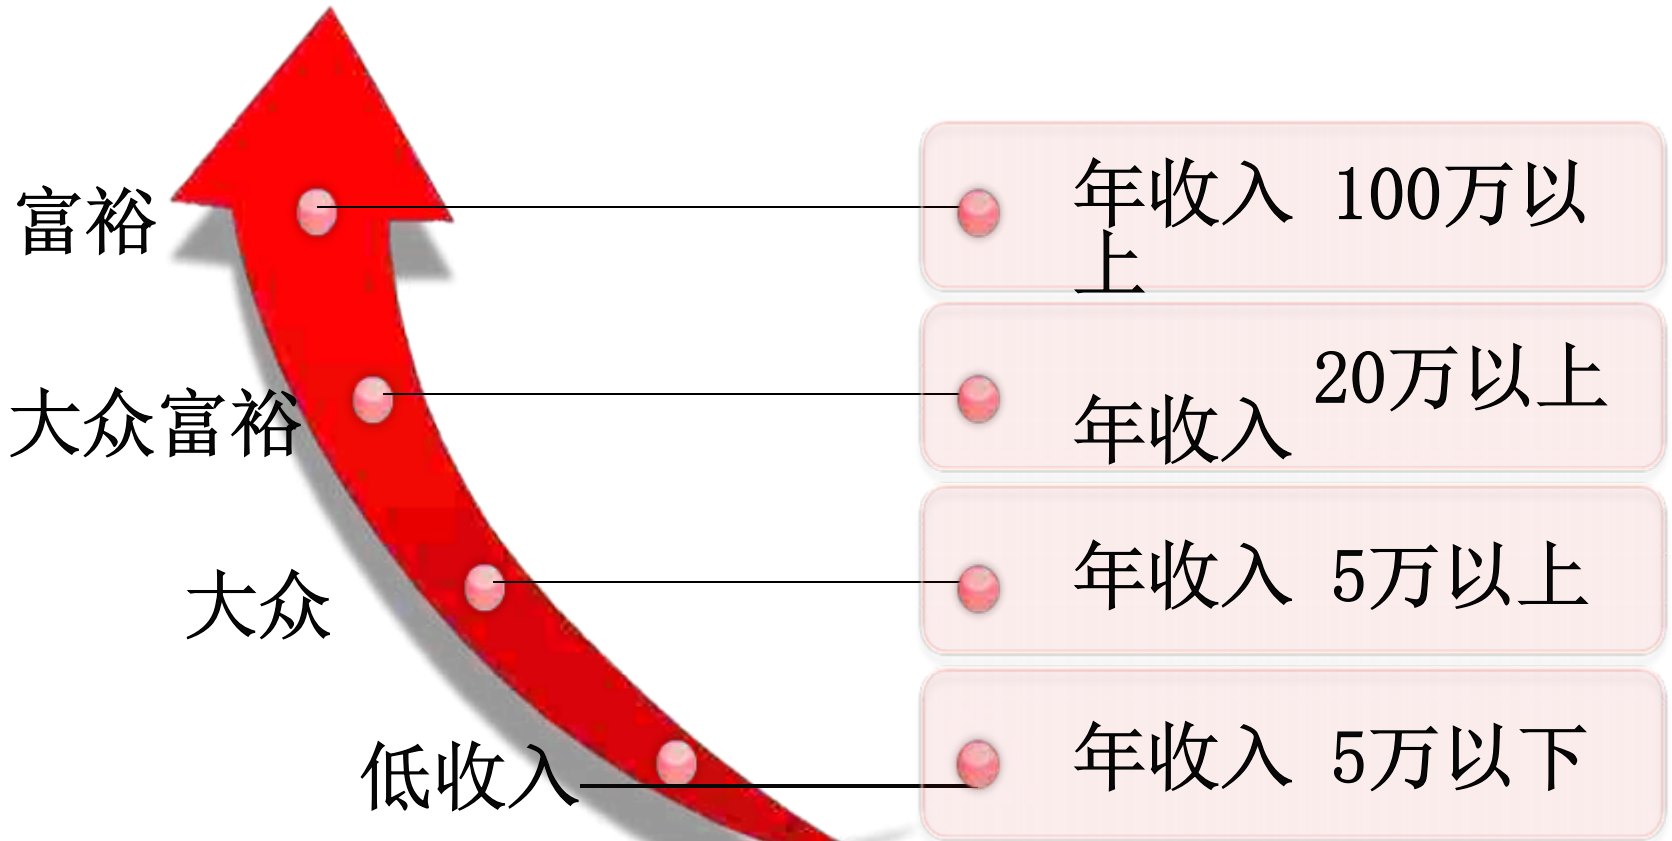 富裕
年收入 100万以
上
大众富裕
年收入 20万以上
大众
年收入 5万以上
低收入
年收入 5万以下